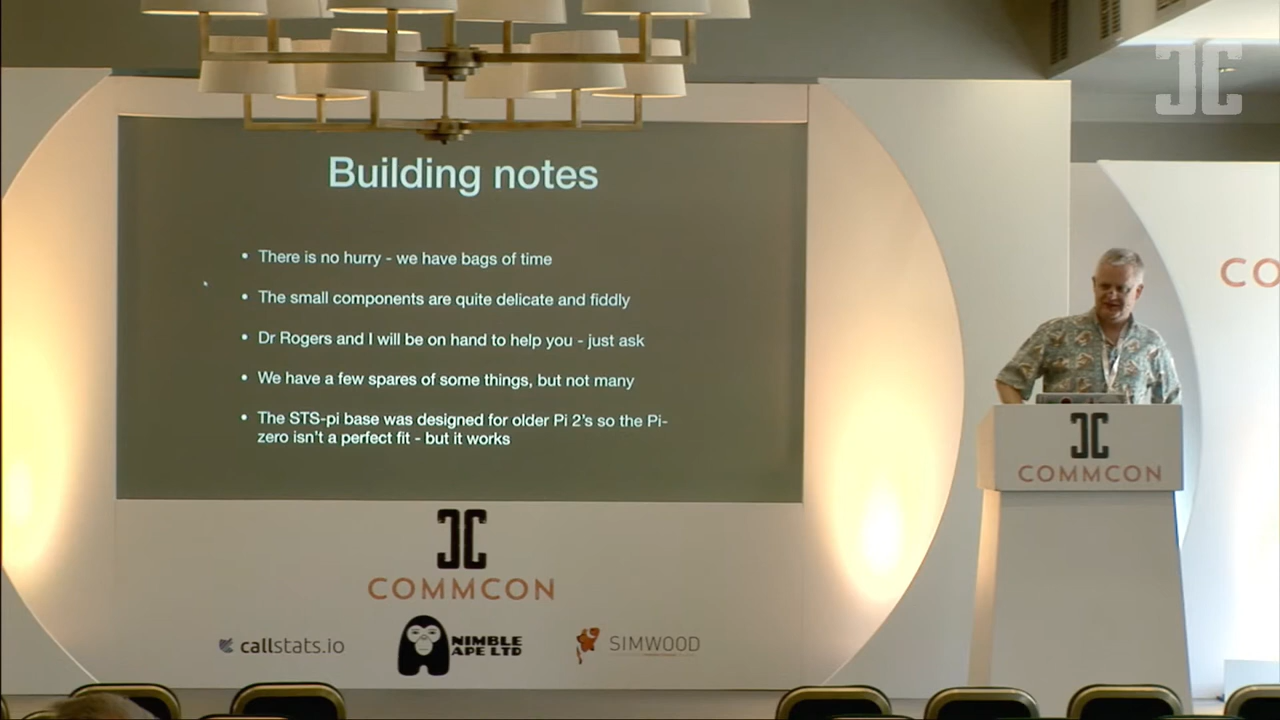 Building notes
• There is no hurry - we have bags of time
• The small components are quite delicate and fiddly
• Dr Rogers and I will be on hand to help you - just ask
• We have a few spares of some things, but not many
• The STS-pi base was designed for older Pi 2's so the Pi-
zero isn't a perfect fit - but it works
COMMCON
callstats.io
NIMBLE
APE LTD
SIMWOOD
COMMCON
CO